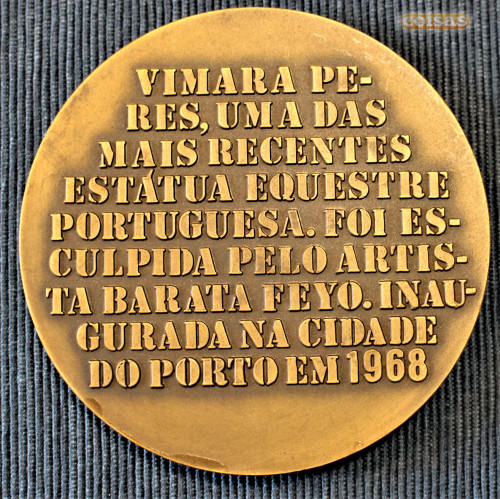 coisas
VIMARA PE-
RES, UMA DAS
MAIS RECENTES
ESTÁTUA EQUESTRE
PORTUGUESA. FOI ES-
CULPIDA PELO ARTIS-
TA BARATA FEYO. INAU-
GURADA NA CIDADE
DO PORTO EM 1968